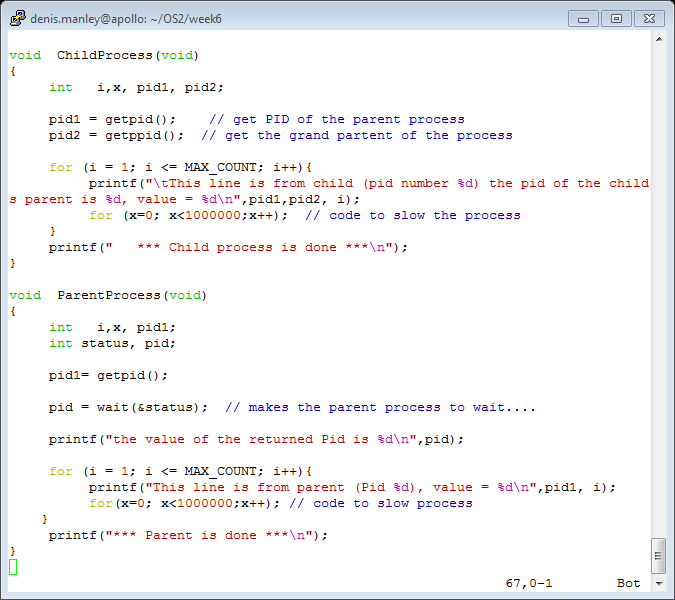 denis.manley@apollo: ~/OS2/week6
void  ChildProcess(void)
{
     int   i,x, pid1, pid2;
     pid1 = getpid();    // get PID of the parent process
     pid2 = getppid();  // get the grand partent of the process
     for (i = 1; i <= MAX_COUNT; i++){
          printf("\tThis line is from child (pid number %d) the pid of the child
s parent is %d, value = %d\n",pid1,pid2, i);
          for (x=0; x<1000000;x++);  // code to slow the process
     }
     printf("   *** Child process is done ***\n");
}
void  ParentProcess(void)
{
     int   i,x, pid1;
     int status, pid;
     pid1= getpid();
     pid = wait(&status);  // makes the parent process to wait....
     printf("the value of the returned Pid is %d\n",pid);
     for (i = 1; i <= MAX_COUNT; i++){
          printf("This line is from parent (Pid %d), value = %d\n",pid1, i);
          for(x=0; x<1000000;x++); // code to slow process
    }
     printf("*** Parent is done ***\n");
}
67,0-1        Bot